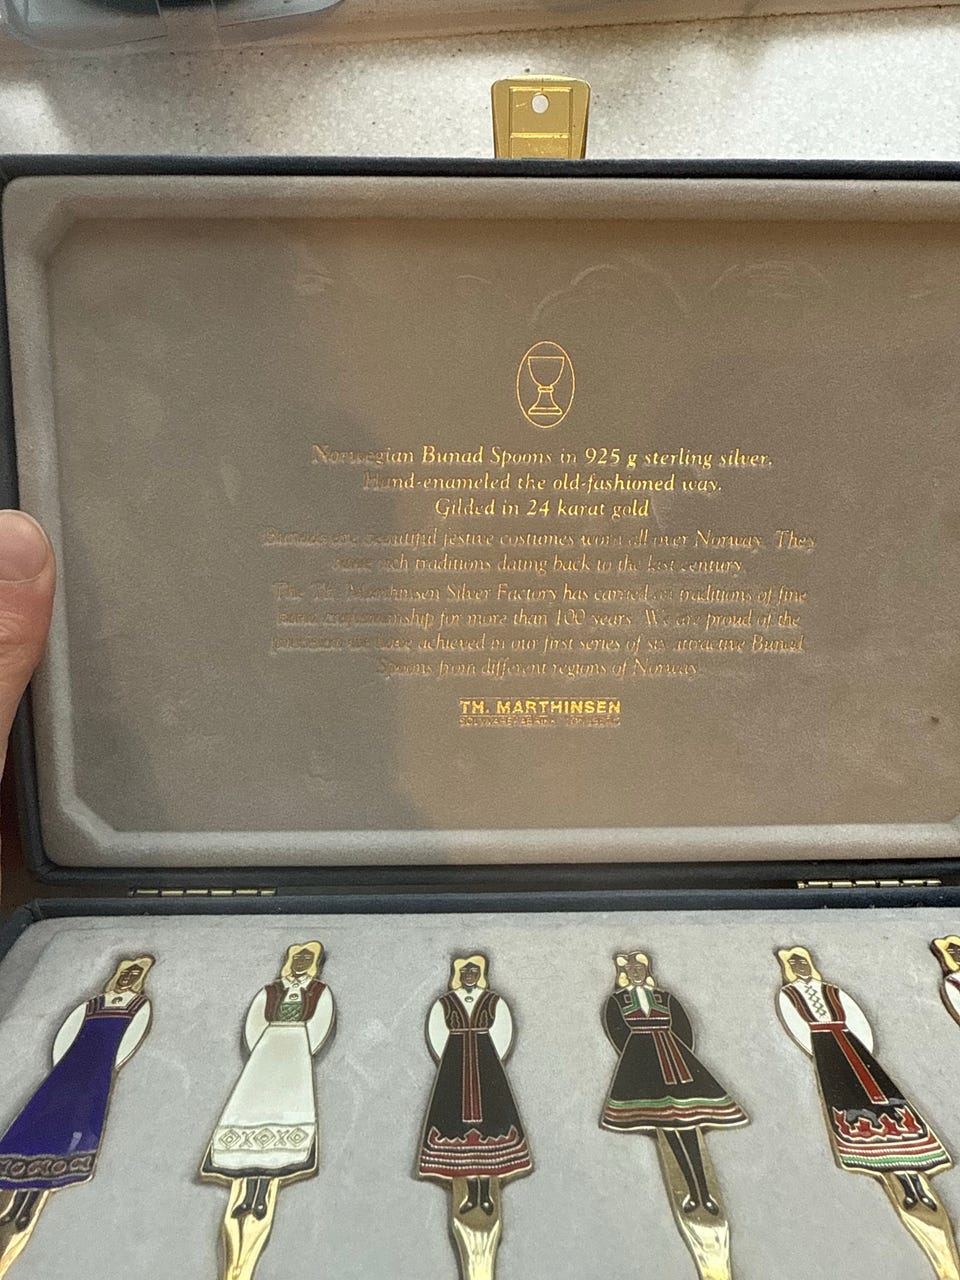 Norwegian Bunad Spoons in 925 g sterling silver.
Hand-enameled the old-fashioned way.
Gilded in 24 karat gold
Bunads are beautiful festive costumes worn all over Norway. They
have rich traditions dating back to the last century.
The Th. Marthinsen Silver Factory has carried on traditions of fine
craftsmanship for more than 100 years. We are proud of the
we have achieved in our first series of six attractive Bunad
Spoons from different regions of Norway.
TH. MARTHINSEN
SØLVVAREFABRIKK TØNSBERG